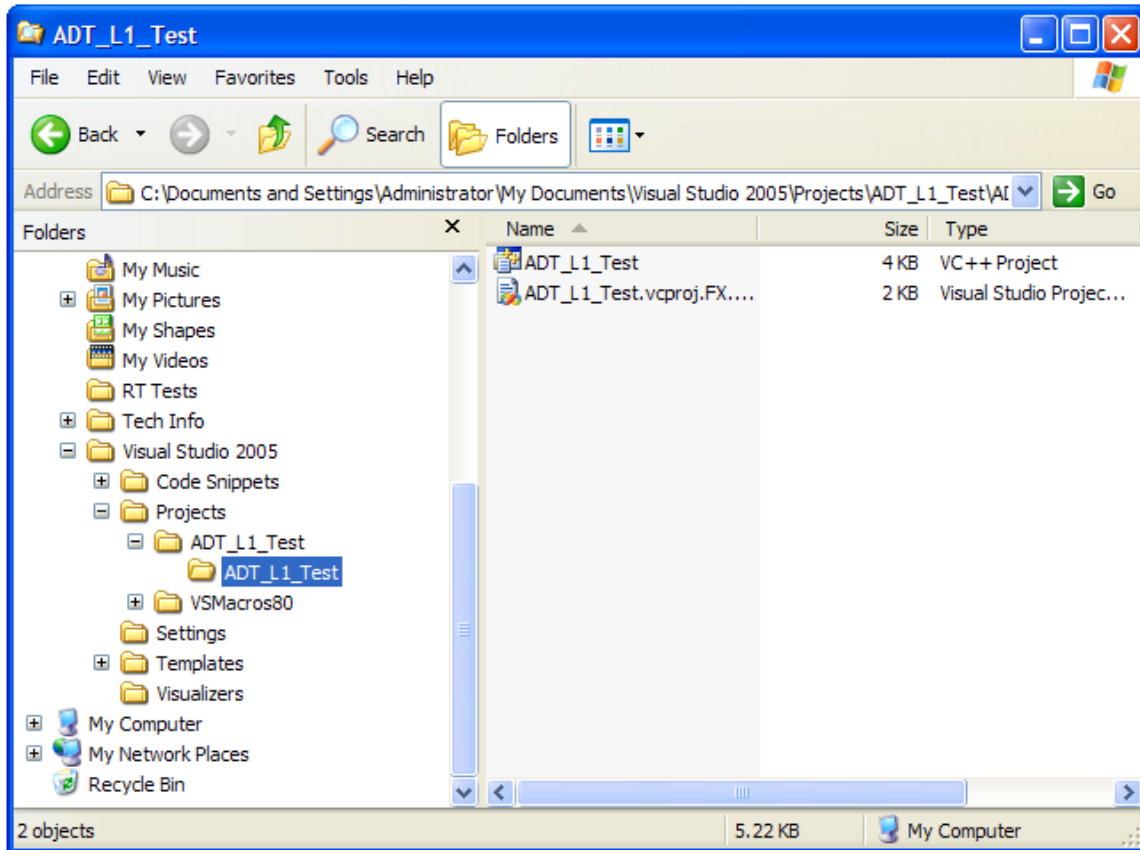 ADT_L1_Test
File Edit View Favorites Tools Help
Back Search Folders
Address C:\Documents and Settings\Administrator\My Documents\Visual Studio 2005\Projects\ADT_L1_Test\AD Go
Folders Name Size Type
My Music ADT_L1_Test 4 KB VC++ Project
My Pictures ADT_L1_Test.vcproj.FX.... 2 KB Visual Studio Projec...
My Shapes
My Videos
RT Tests
Tech Info
Visual Studio 2005
Code Snippets
Projects
ADT_L1_Test
ADT_L1_Test
VSMacros80
Settings
Templates
Visualizers
My Computer
My Network Places
Recycle Bin
2 objects 5.22 KB My Computer